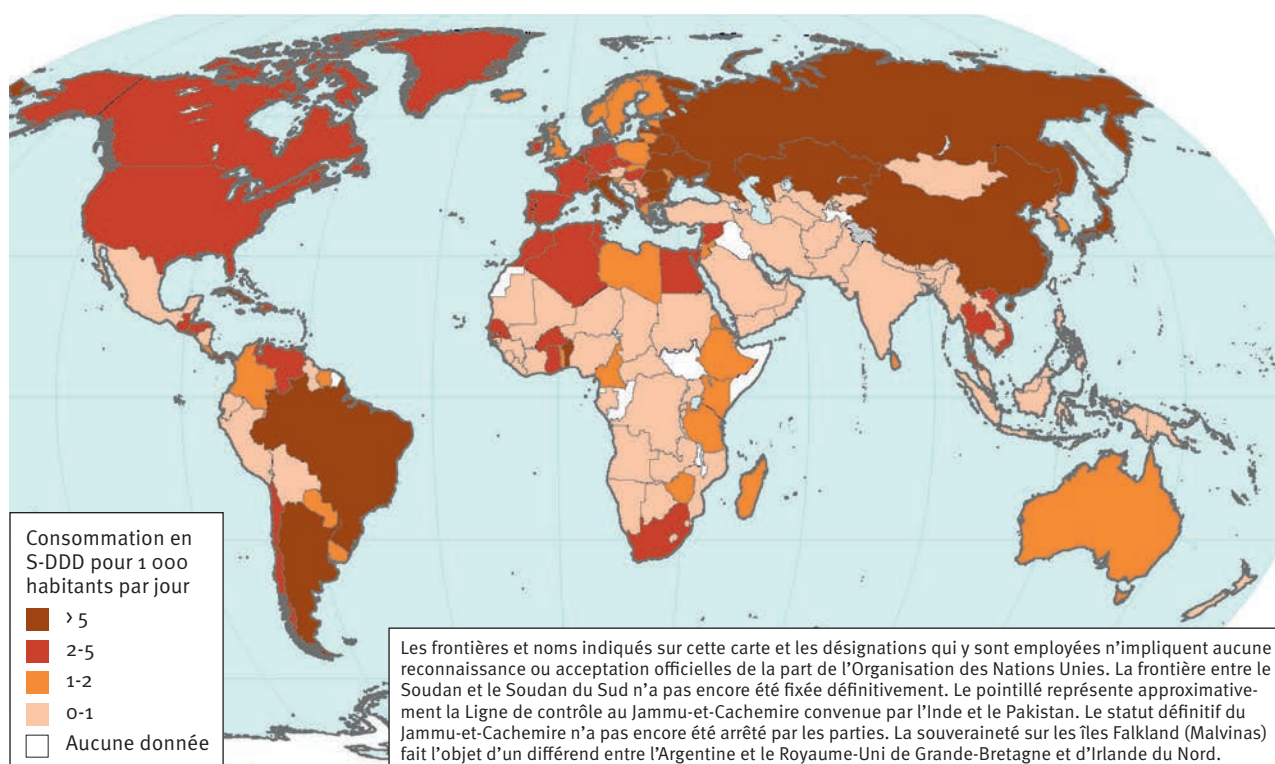 Consommation en
S-DDD pour 1 000
habitants par jour
> 5
2-5
1-2
0-1
Aucune donnée
Les frontières et noms indiqués sur cette carte et les désignations qui y sont employées n’impliquent aucune
reconnaissance ou acceptation officielles de la part de l’Organisation des Nations Unies. La frontière entre le
Soudan et le Soudan du Sud n’a pas encore été fixée définitivement. Le pointillé représente approximative-
ment la Ligne de contrôle au Jammu-et-Cachemire convenue par l’Inde et le Pakistan. Le statut définitif du
Jammu-et-Cachemire n’a pas encore été arrêté par les parties. La souveraineté sur les îles Falkland (Malvinas)
fait l’objet d’un différend entre l’Argentine et le Royaume-Uni de Grande-Bretagne et d’Irlande du Nord.